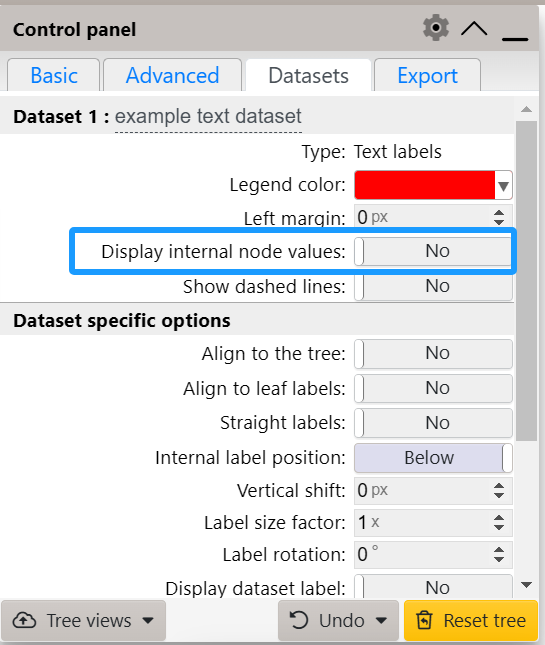 Control panel
Basic Advanced Datasets Export
Dataset 1 : example text dataset
Type: Text labels
Legend color:
Left margin: 0 px
Display internal node values: No
Show dashed lines: No
Dataset specific options
Align to the tree: No
Align to leaf labels: No
Straight labels: No
Internal label position: Below
Vertical shift: 0 px
Label size factor: 1 x
Label rotation: 0 °
Display dataset label: No
Tree views Undo Reset tree